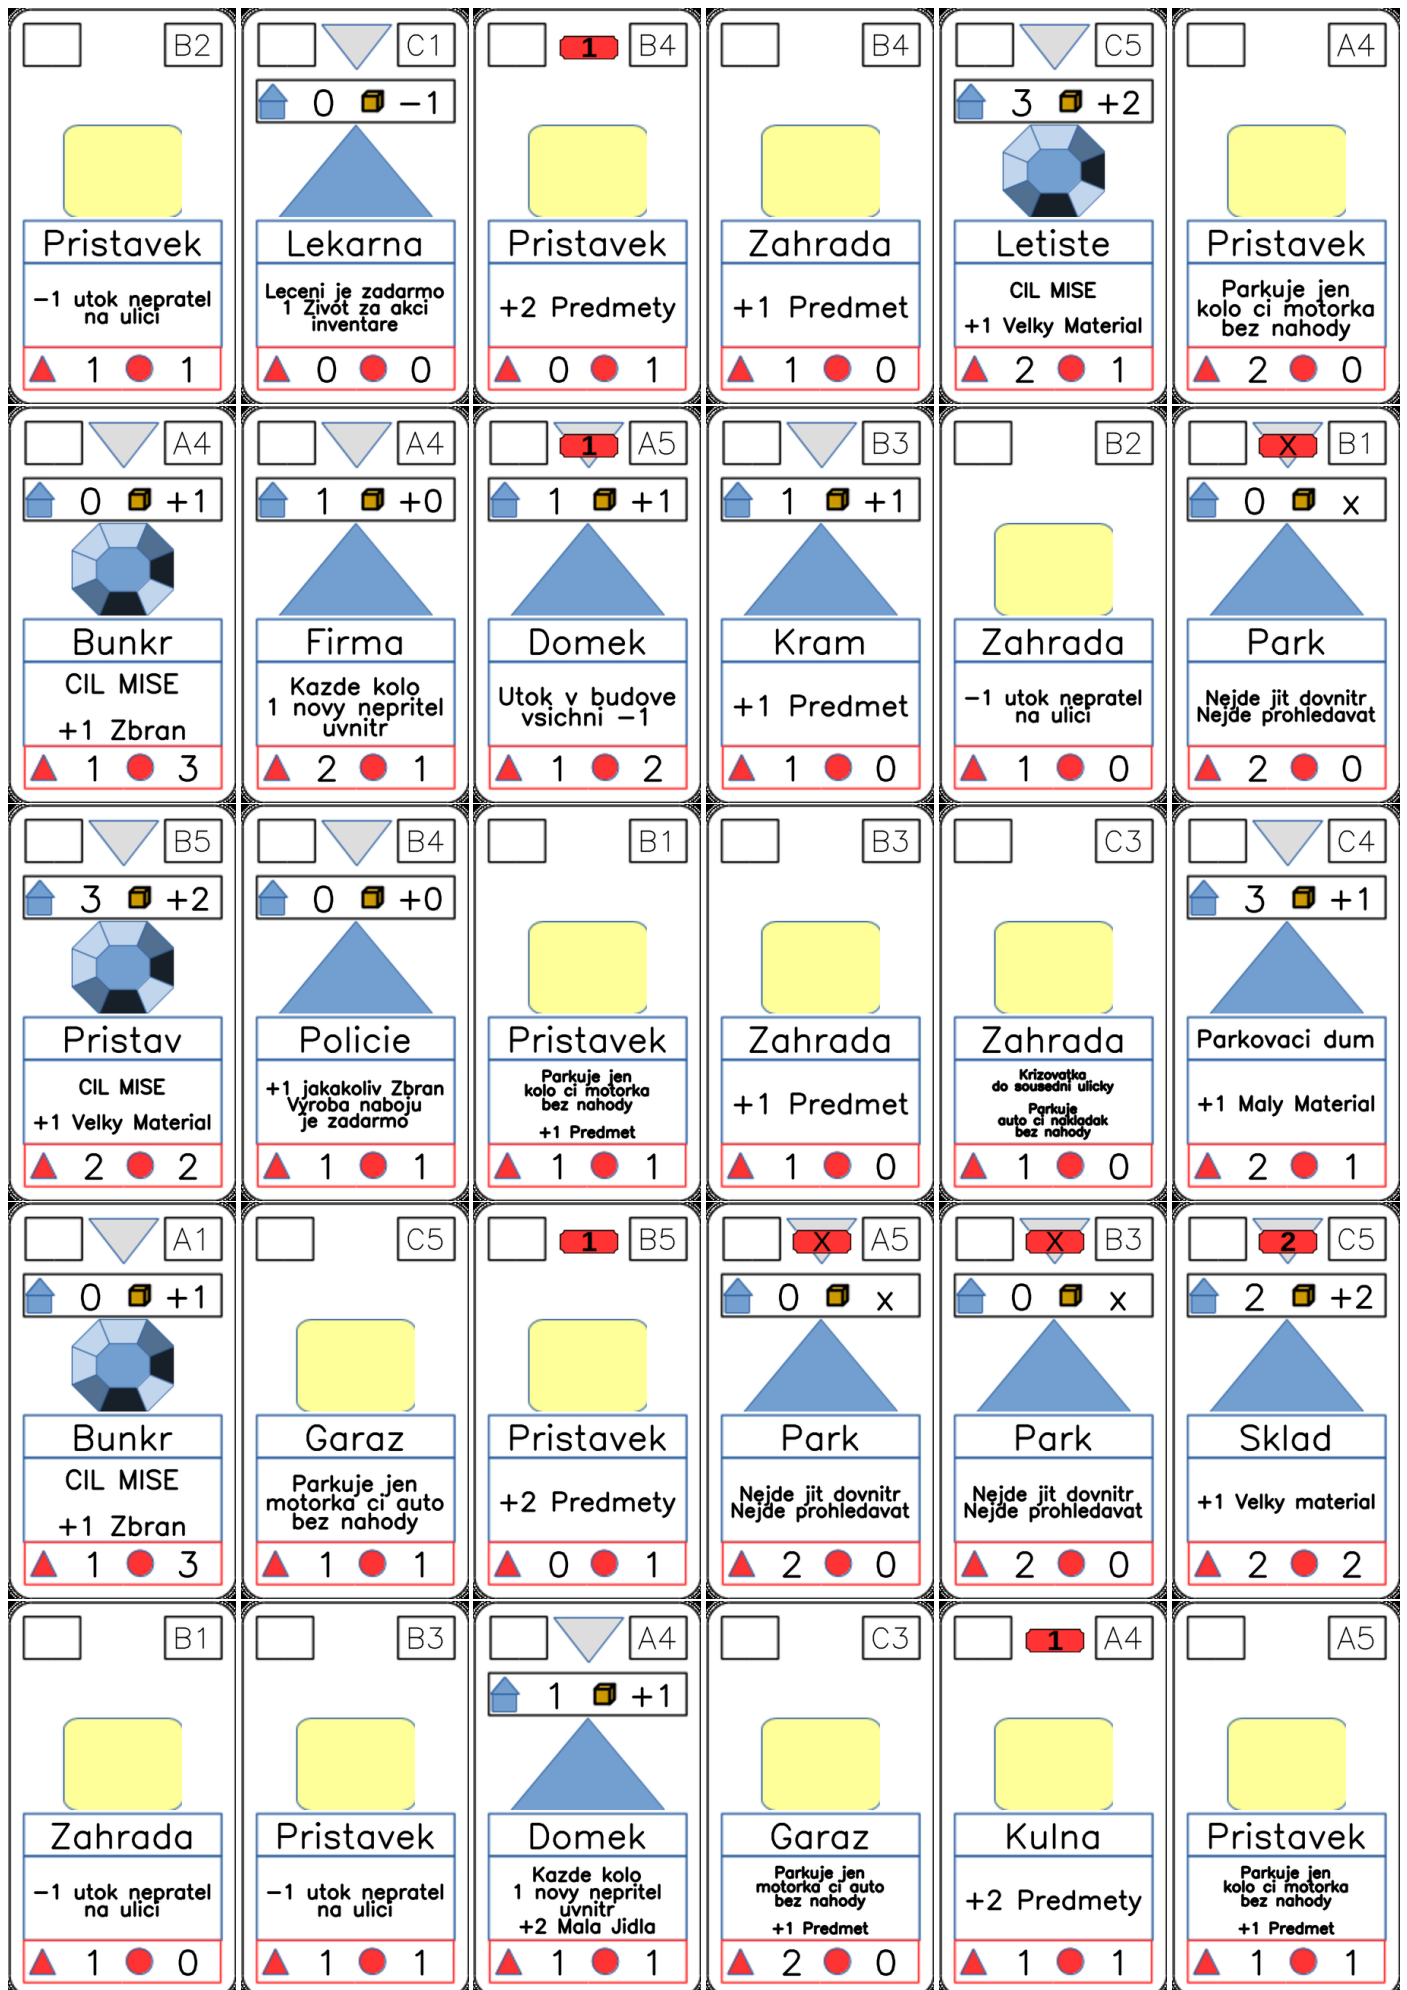 B2
Pristavek
-1 utok nepratel
na ulici
1 1
C1
0 -1
Lekarna
Leceni je zadarmo
1 Zivot za akci
inventare
0 0
1 B4
Pristavek
+2 Predmety
0 1
B4
Zahrada
+1 Predmet
1 0
C5
3 +2
Letiste
CIL MISE
+1 Velky Material
2 1
A4
Pristavek
Parkuje jen
kolo ci motorka
bez nahody
2 0
A4
0 +1
Bunkr
CIL MISE
+1 Zbran
1 3
A4
1 +0
Firma
Kazde kolo
1 novy nepritel
uvnitr
2 1
1 A5
1 +1
Domek
Utok v budove
vsichni -1
1 2
B3
1 +1
Kram
+1 Predmet
1 0
B2
Zahrada
-1 utok nepratel
na ulici
1 0
X B1
0 x
Park
Nejde jit dovnitr
Nejde prohledavat
2 0
B5
3 +2
Pristav
CIL MISE
+1 Velky Material
2 2
B4
0 +0
Policie
+1 jakakoliv Zbran
Vyroba naboju
je zadarmo
1 1
B1
Pristavek
Parkuje jen
kolo ci motorka
bez nahody
+1 Predmet
1 1
B3
Zahrada
+1 Predmet
1 0
C3
Zahrada
Krizovatka
do sousedni ulicky
Parkuje
auto ci nakladak
bez nahody
1 0
C4
3 +1
Parkovaci dum
+1 Maly Material
2 1
A1
0 +1
Bunkr
CIL MISE
+1 Zbran
1 3
C5
Garaz
Parkuje jen
motorka ci auto
bez nahody
1 1
1 B5
Pristavek
+2 Predmety
0 1
X A5
0 x
Park
Nejde jit dovnitr
Nejde prohledavat
2 0
X B3
0 x
Park
Nejde jit dovnitr
Nejde prohledavat
2 0
2 C5
2 +2
Sklad
+1 Velky material
2 2
B1
Zahrada
-1 utok nepratel
na ulici
1 0
B3
Pristavek
-1 utok nepratel
na ulici
1 1
A4
1 +1
Domek
Kazde kolo
1 novy nepritel
uvnitr
+2 Mala Jidla
1 1
C3
Garaz
Parkuje jen
motorka ci auto
bez nahody
+1 Predmet
2 0
1 A4
Kulna
+2 Predmety
1 1
A5
Pristavek
Parkuje jen
kolo ci motorka
bez nahody
+1 Predmet
1 1